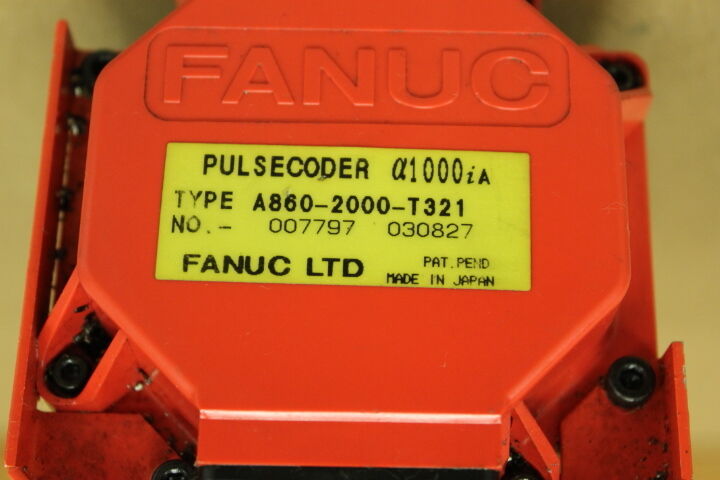 FANUC
PULSECODER α1000iA
TYPE A860-2000-T321
NO.- 007797 030827
FANUC LTD PAT.PEND.
MADE IN JAPAN